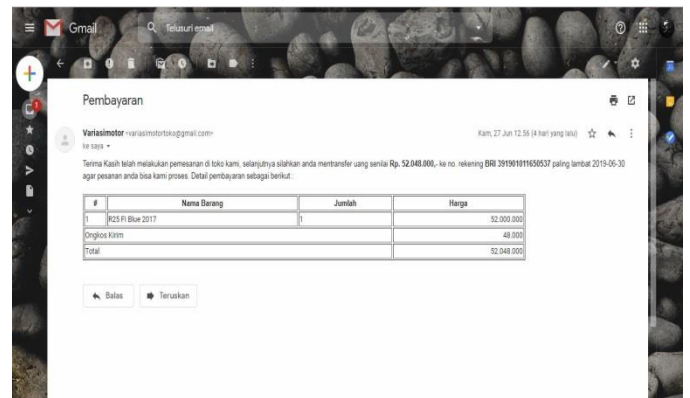 Gmail
Telusuri email
Pembayaran
Variasimotor <variasimotortoko@gmail.com>
Kam, 27 Jun 12.56 (4 hari yang lalu)
ke saya
Terima Kasih telah melakukan pemesanan di toko kami, selanjutnya silahkan anda mentransfer uang senilai Rp. 52.048.000,- ke no. rekening BRI 391901011650537 paling lambat 2019-06-30
agar pesanan anda bisa kami proses. Detail pembayaran sebagai berikut :
# Nama Barang Jumlah Harga
1 R25 FI Blue 2017 1 52.000.000
Ongkos Kirim 48.000
Total 52.048.000
Balas Teruskan